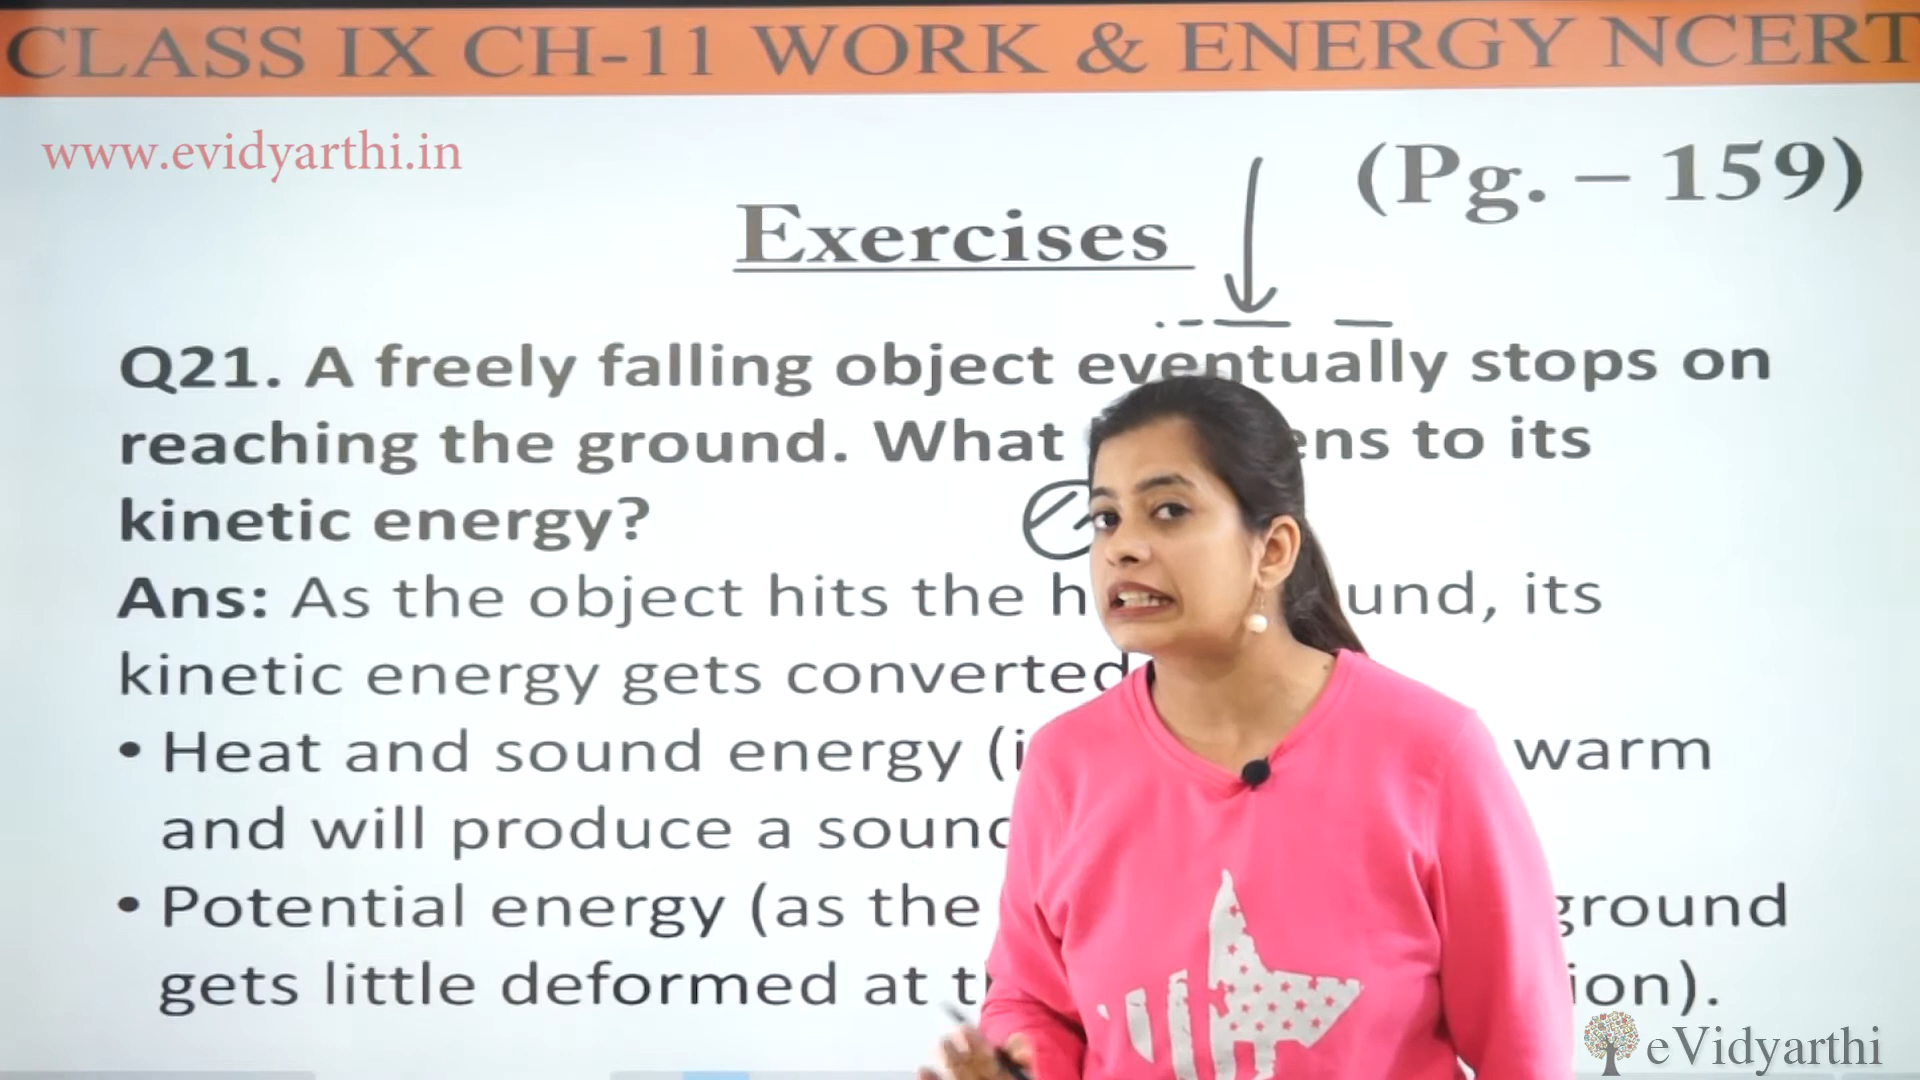 CLASS IX CH-11 WORK & ENERGY NCERT
www.evidyarthi.in
(Pg. – 159)
Exercises
Q21. A freely falling object eventually stops on
reaching the ground. What to its
kinetic energy?
Ans: As the object hits the its
kinetic energy gets converted
• Heat and sound energy warm
and will produce a sound
• Potential energy (as the ground
gets little deformed at
eVidyarthi